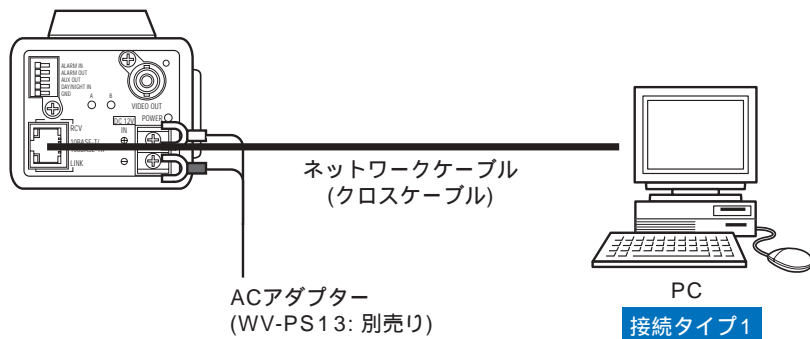 ALARM IN
ALARM OUT
AUX OUT
DAY/NIGHT IN
GND
A B
VIDEO OUT
POWER
DC 12V
IN
RCV
LINK
ネットワークケーブル
(クロスケーブル)
ACアダプター
(WV-PS13: 別売り)
PC
接続タイプ1